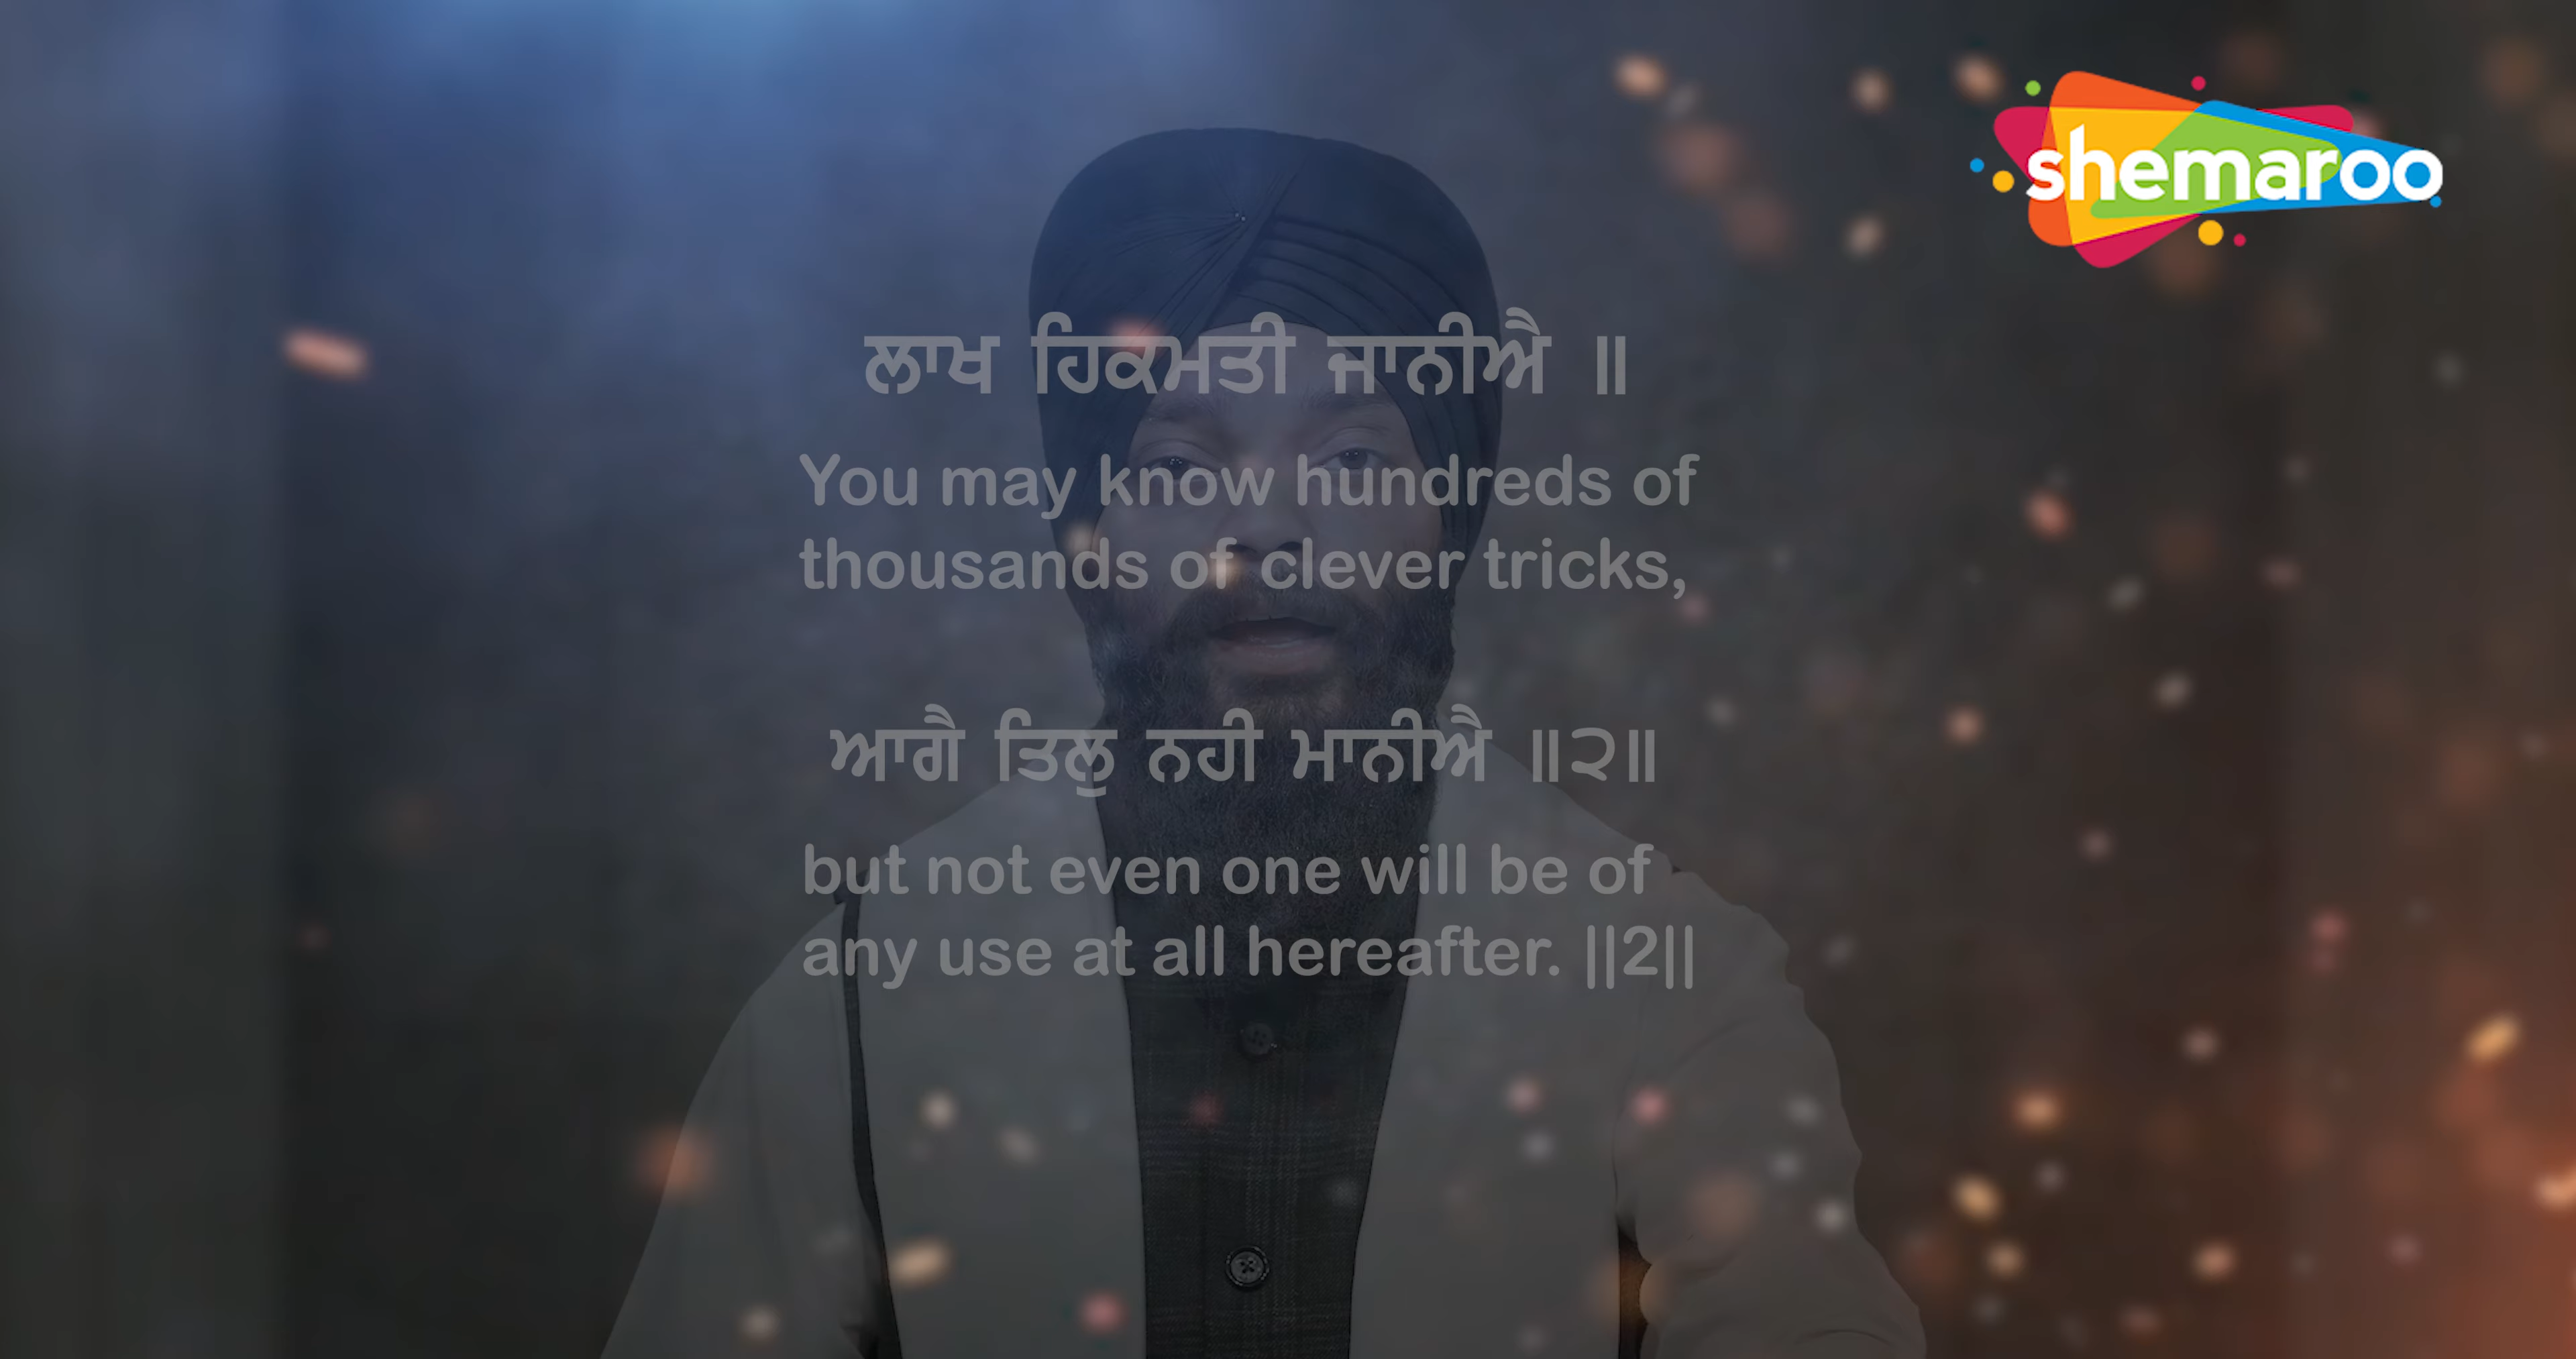 shemaroo
ਲਾਖ ਹਿਕਮਤੀ ਜਾਨੀਐ ॥
You may know hundreds of
thousands of clever tricks,
ਆਗੈ ਤਿਲੁ ਨਹੀ ਮਾਨੀਐ ॥੨॥
but not even one will be of
any use at all hereafter. ||2||